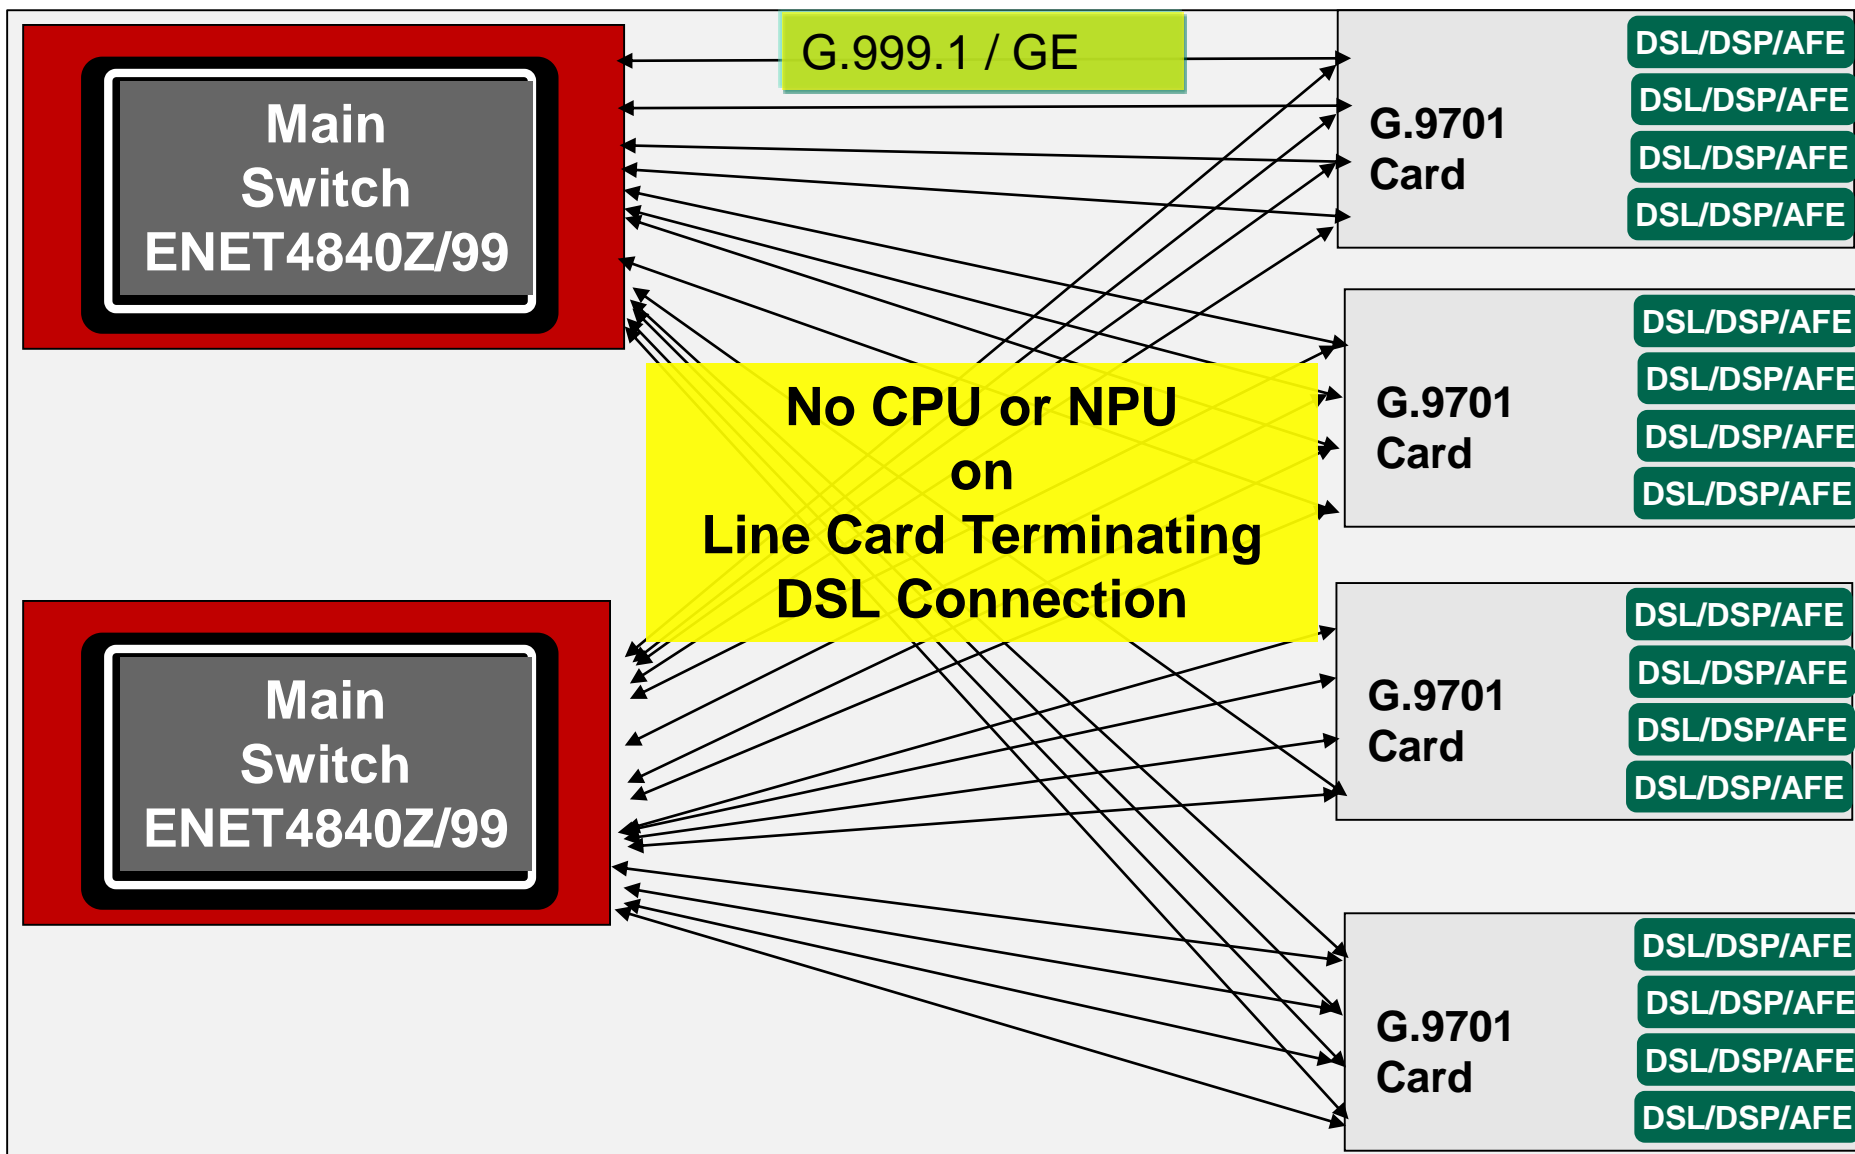 G.999.1 / GE
Main
Switch
ENET4840Z/99
G.9701
Card
DSL/DSP/AFE
DSL/DSP/AFE
DSL/DSP/AFE
DSL/DSP/AFE
G.9701
Card
DSL/DSP/AFE
DSL/DSP/AFE
DSL/DSP/AFE
DSL/DSP/AFE
No CPU or NPU
on
Line Card Terminating
DSL Connection
Main
Switch
ENET4840Z/99
G.9701
Card
DSL/DSP/AFE
DSL/DSP/AFE
DSL/DSP/AFE
DSL/DSP/AFE
G.9701
Card
DSL/DSP/AFE
DSL/DSP/AFE
DSL/DSP/AFE
DSL/DSP/AFE